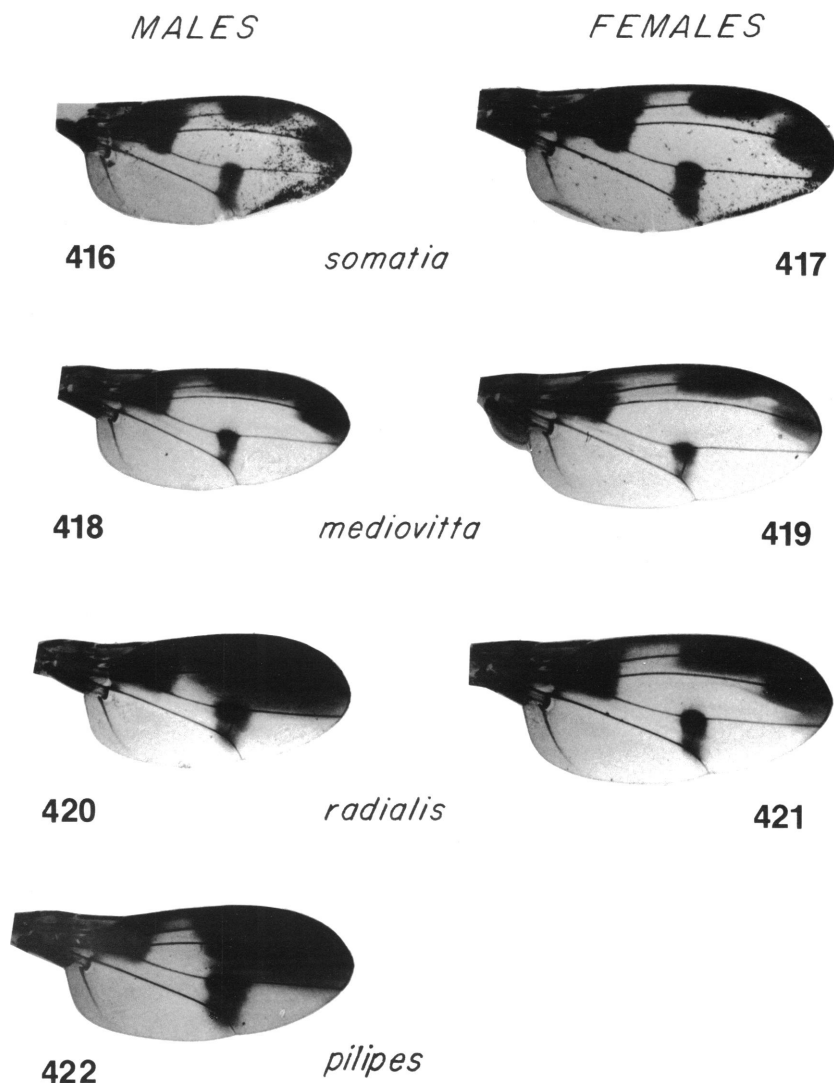 MALES FEMALES
416 somatia 417
418 mediovitta 419
420 radialis 421
422 pilipes